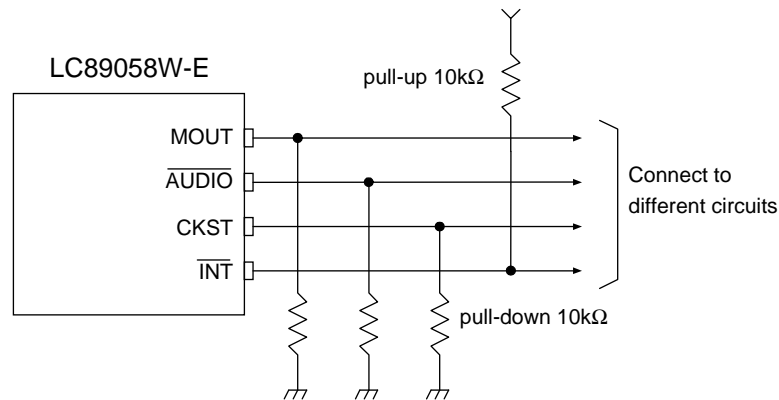 LC89058W-E
pull-up 10kΩ
MOUT
AUDIO
CKST
INT
Connect to
different circuits
pull-down 10kΩ